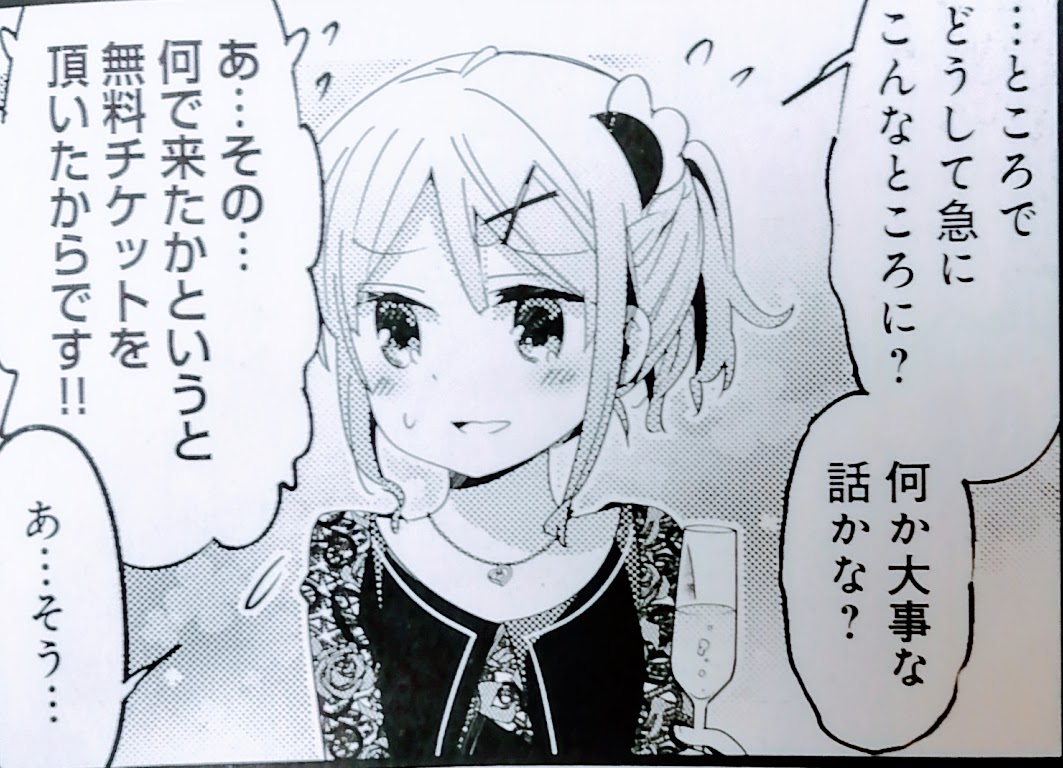 …ところで
どうして急に
こんなところに?
何か大事な
話かな?
あ…その…
何で来たかというと
無料チケットを
頂いたからです!!
あ…そう…